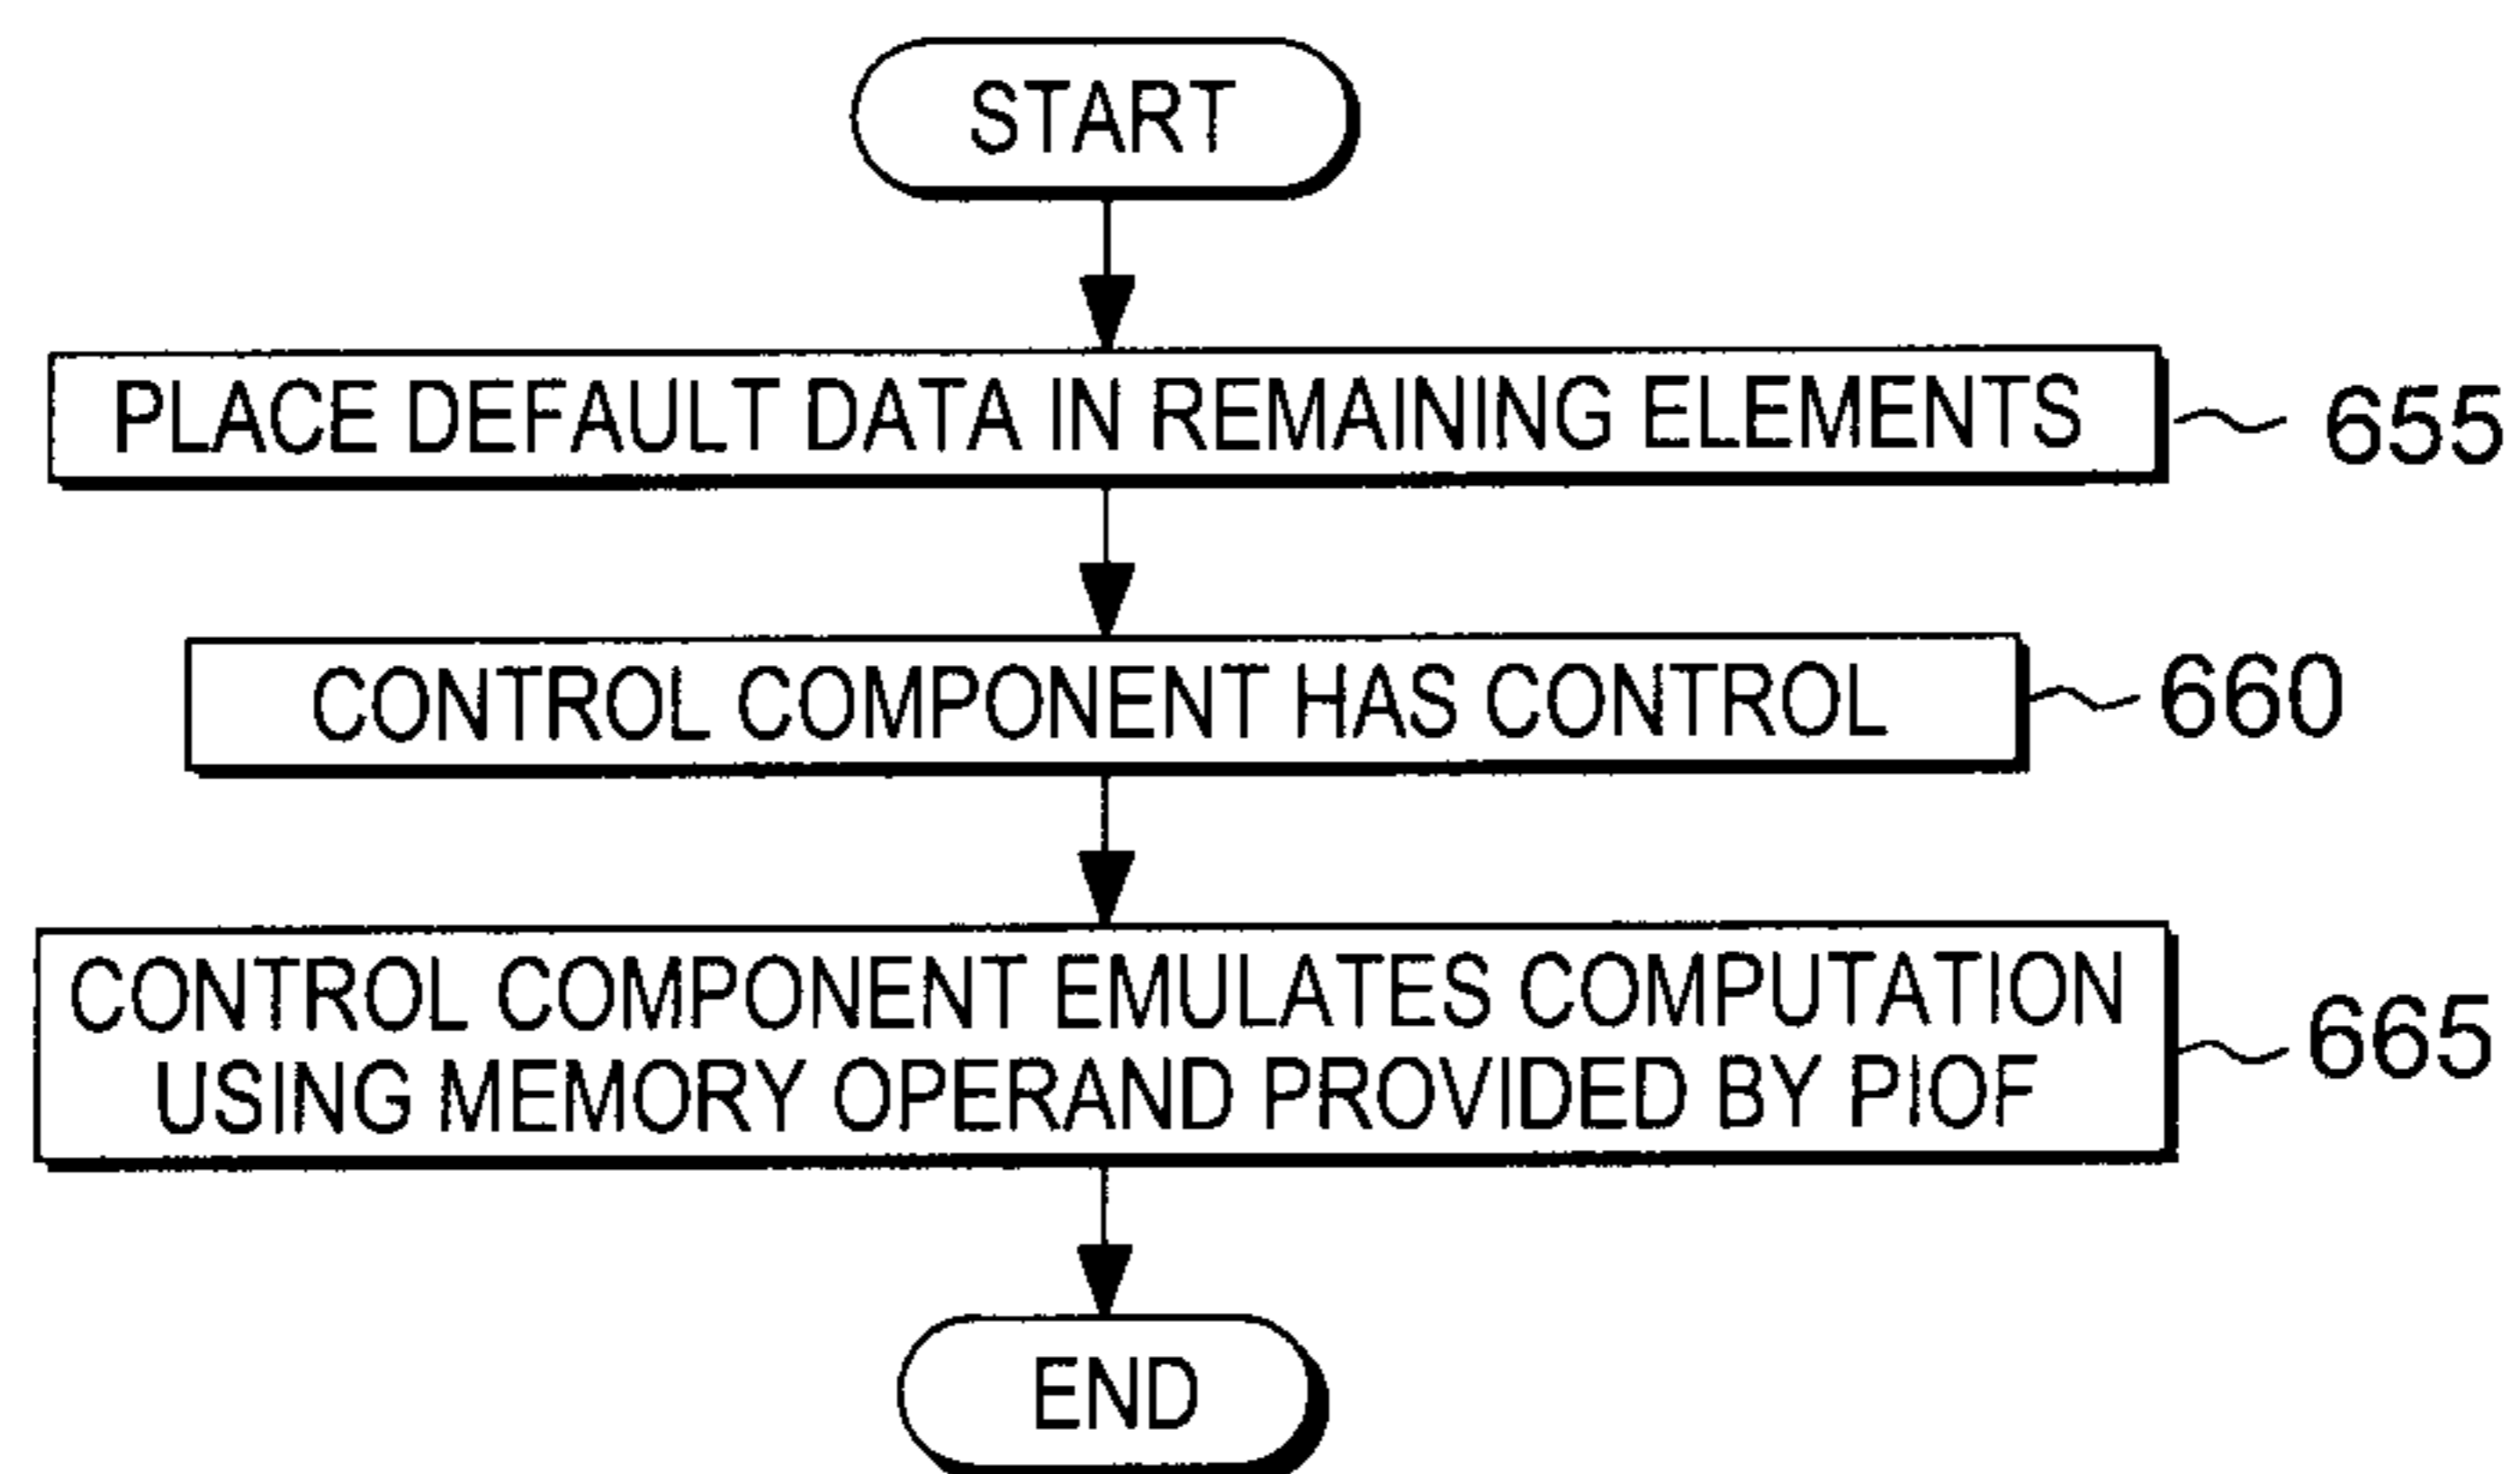 START
PLACE DEFAULT DATA IN REMAINING ELEMENTS
655
CONTROL COMPONENT HAS CONTROL
660
CONTROL COMPONENT EMULATES COMPUTATION
USING MEMORY OPERAND PROVIDED BY PIOF
665
END